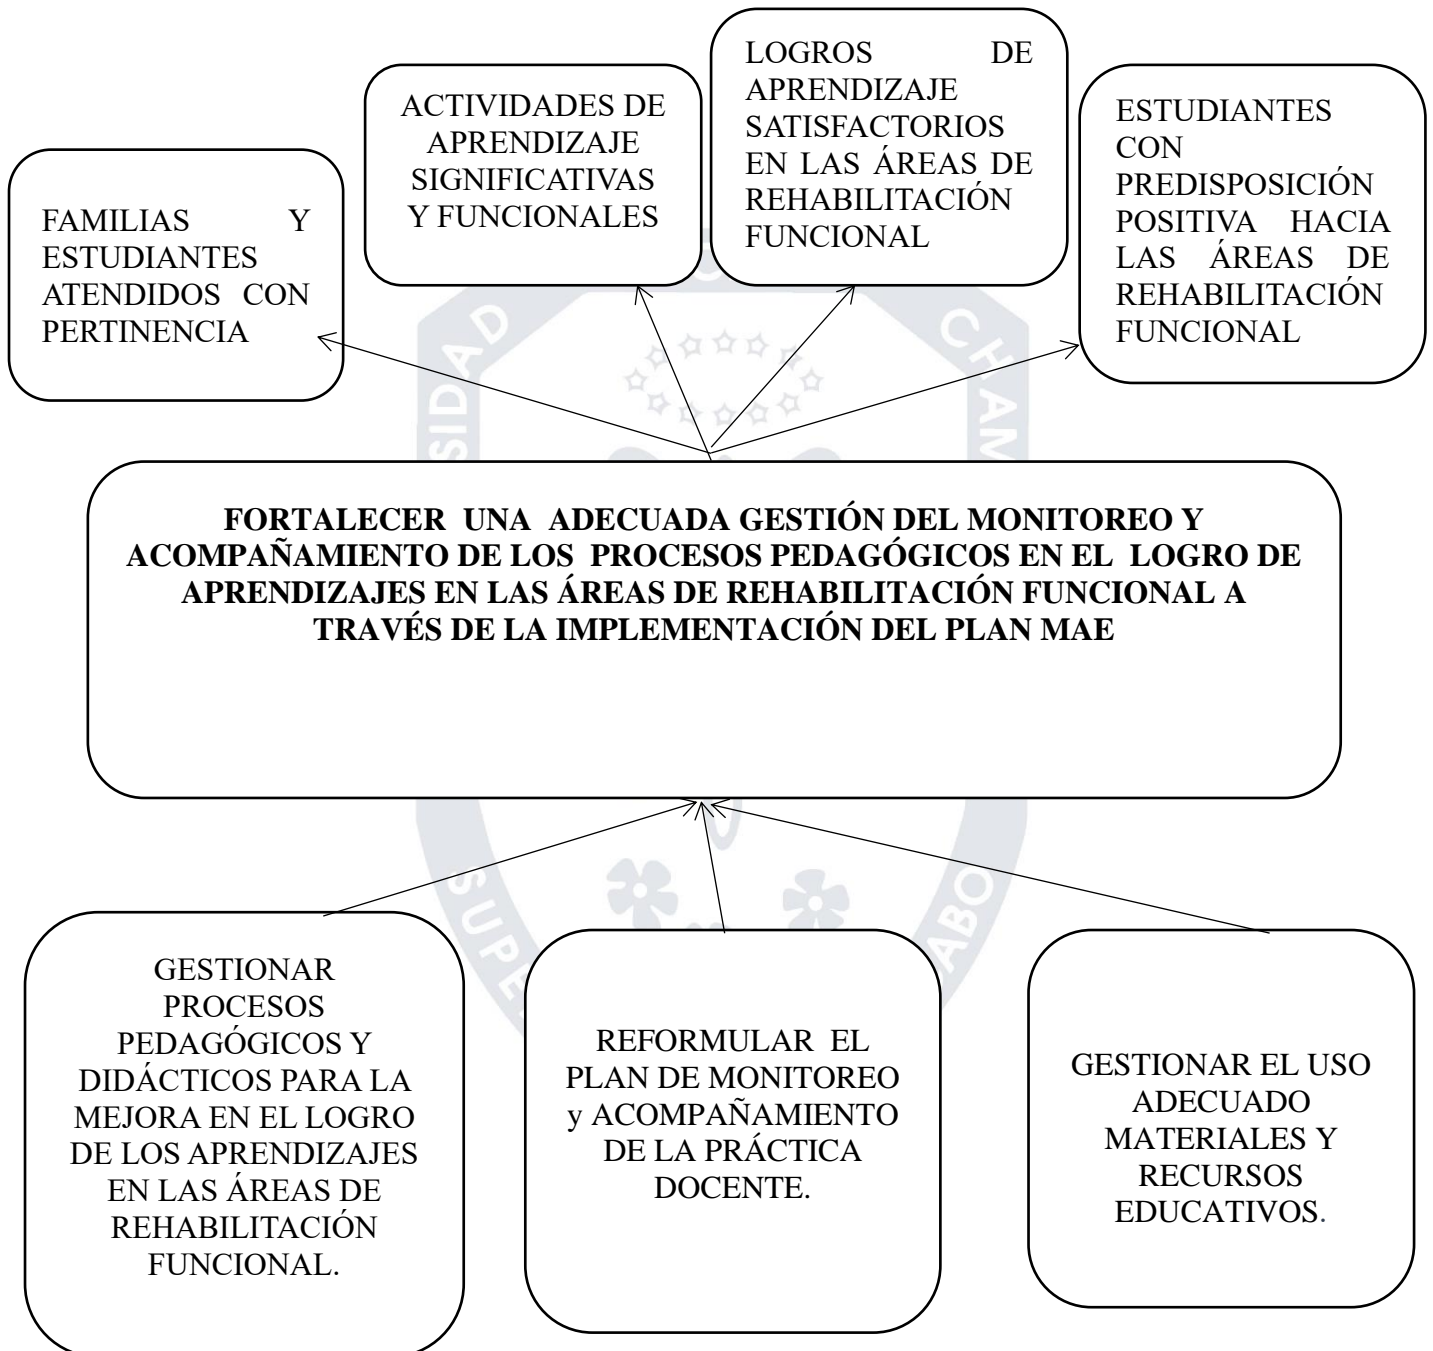 FAMILIAS Y
ESTUDIANTES
ATENDIDOS CON
PERTINENCIA
ACTIVIDADES DE
APRENDIZAJE
SIGNIFICATIVAS
Y FUNCIONALES
LOGROS DE
APRENDIZAJE
SATISFACTORIOS
EN LAS ÁREAS DE
REHABILITACIÓN
FUNCIONAL
ESTUDIANTES
CON
PREDISPOSICIÓN
POSITIVA HACIA
LAS ÁREAS DE
REHABILITACIÓN
FUNCIONAL
FORTALECER UNA ADECUADA GESTIÓN DEL MONITOREO Y
ACOMPAÑAMIENTO DE LOS PROCESOS PEDAGÓGICOS EN EL LOGRO DE
APRENDIZAJES EN LAS ÁREAS DE REHABILITACIÓN FUNCIONAL A
TRAVÉS DE LA IMPLEMENTACIÓN DEL PLAN MAE
GESTIONAR
PROCESOS
PEDAGÓGICOS Y
DIDÁCTICOS PARA LA
MEJORA EN EL LOGRO
DE LOS APRENDIZAJES
EN LAS ÁREAS DE
REHABILITACIÓN
FUNCIONAL.
REFORMULAR EL
PLAN DE MONITOREO
y ACOMPAÑAMIENTO
DE LA PRÁCTICA
DOCENTE.
GESTIONAR EL USO
ADECUADO
MATERIALES Y
RECURSOS
EDUCATIVOS.